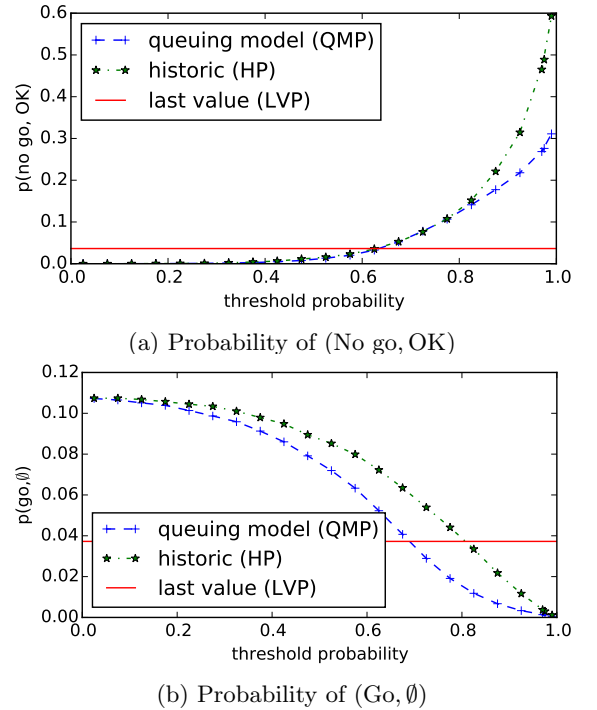 0.6
0.5
0.4
0.3
0.2
0.1
0.0
p(no go, OK)
queuing model (QMP)
historic (HP)
last value (LVP)
0.0 0.2 0.4 0.6 0.8 1.0
threshold probability
(a) Probability of (No go, OK)
0.12
0.10
0.08
0.06
0.04
0.02
0.00
p(go,∅)
queuing model (QMP)
historic (HP)
last value (LVP)
0.0 0.2 0.4 0.6 0.8 1.0
threshold probability
(b) Probability of (Go, ∅)